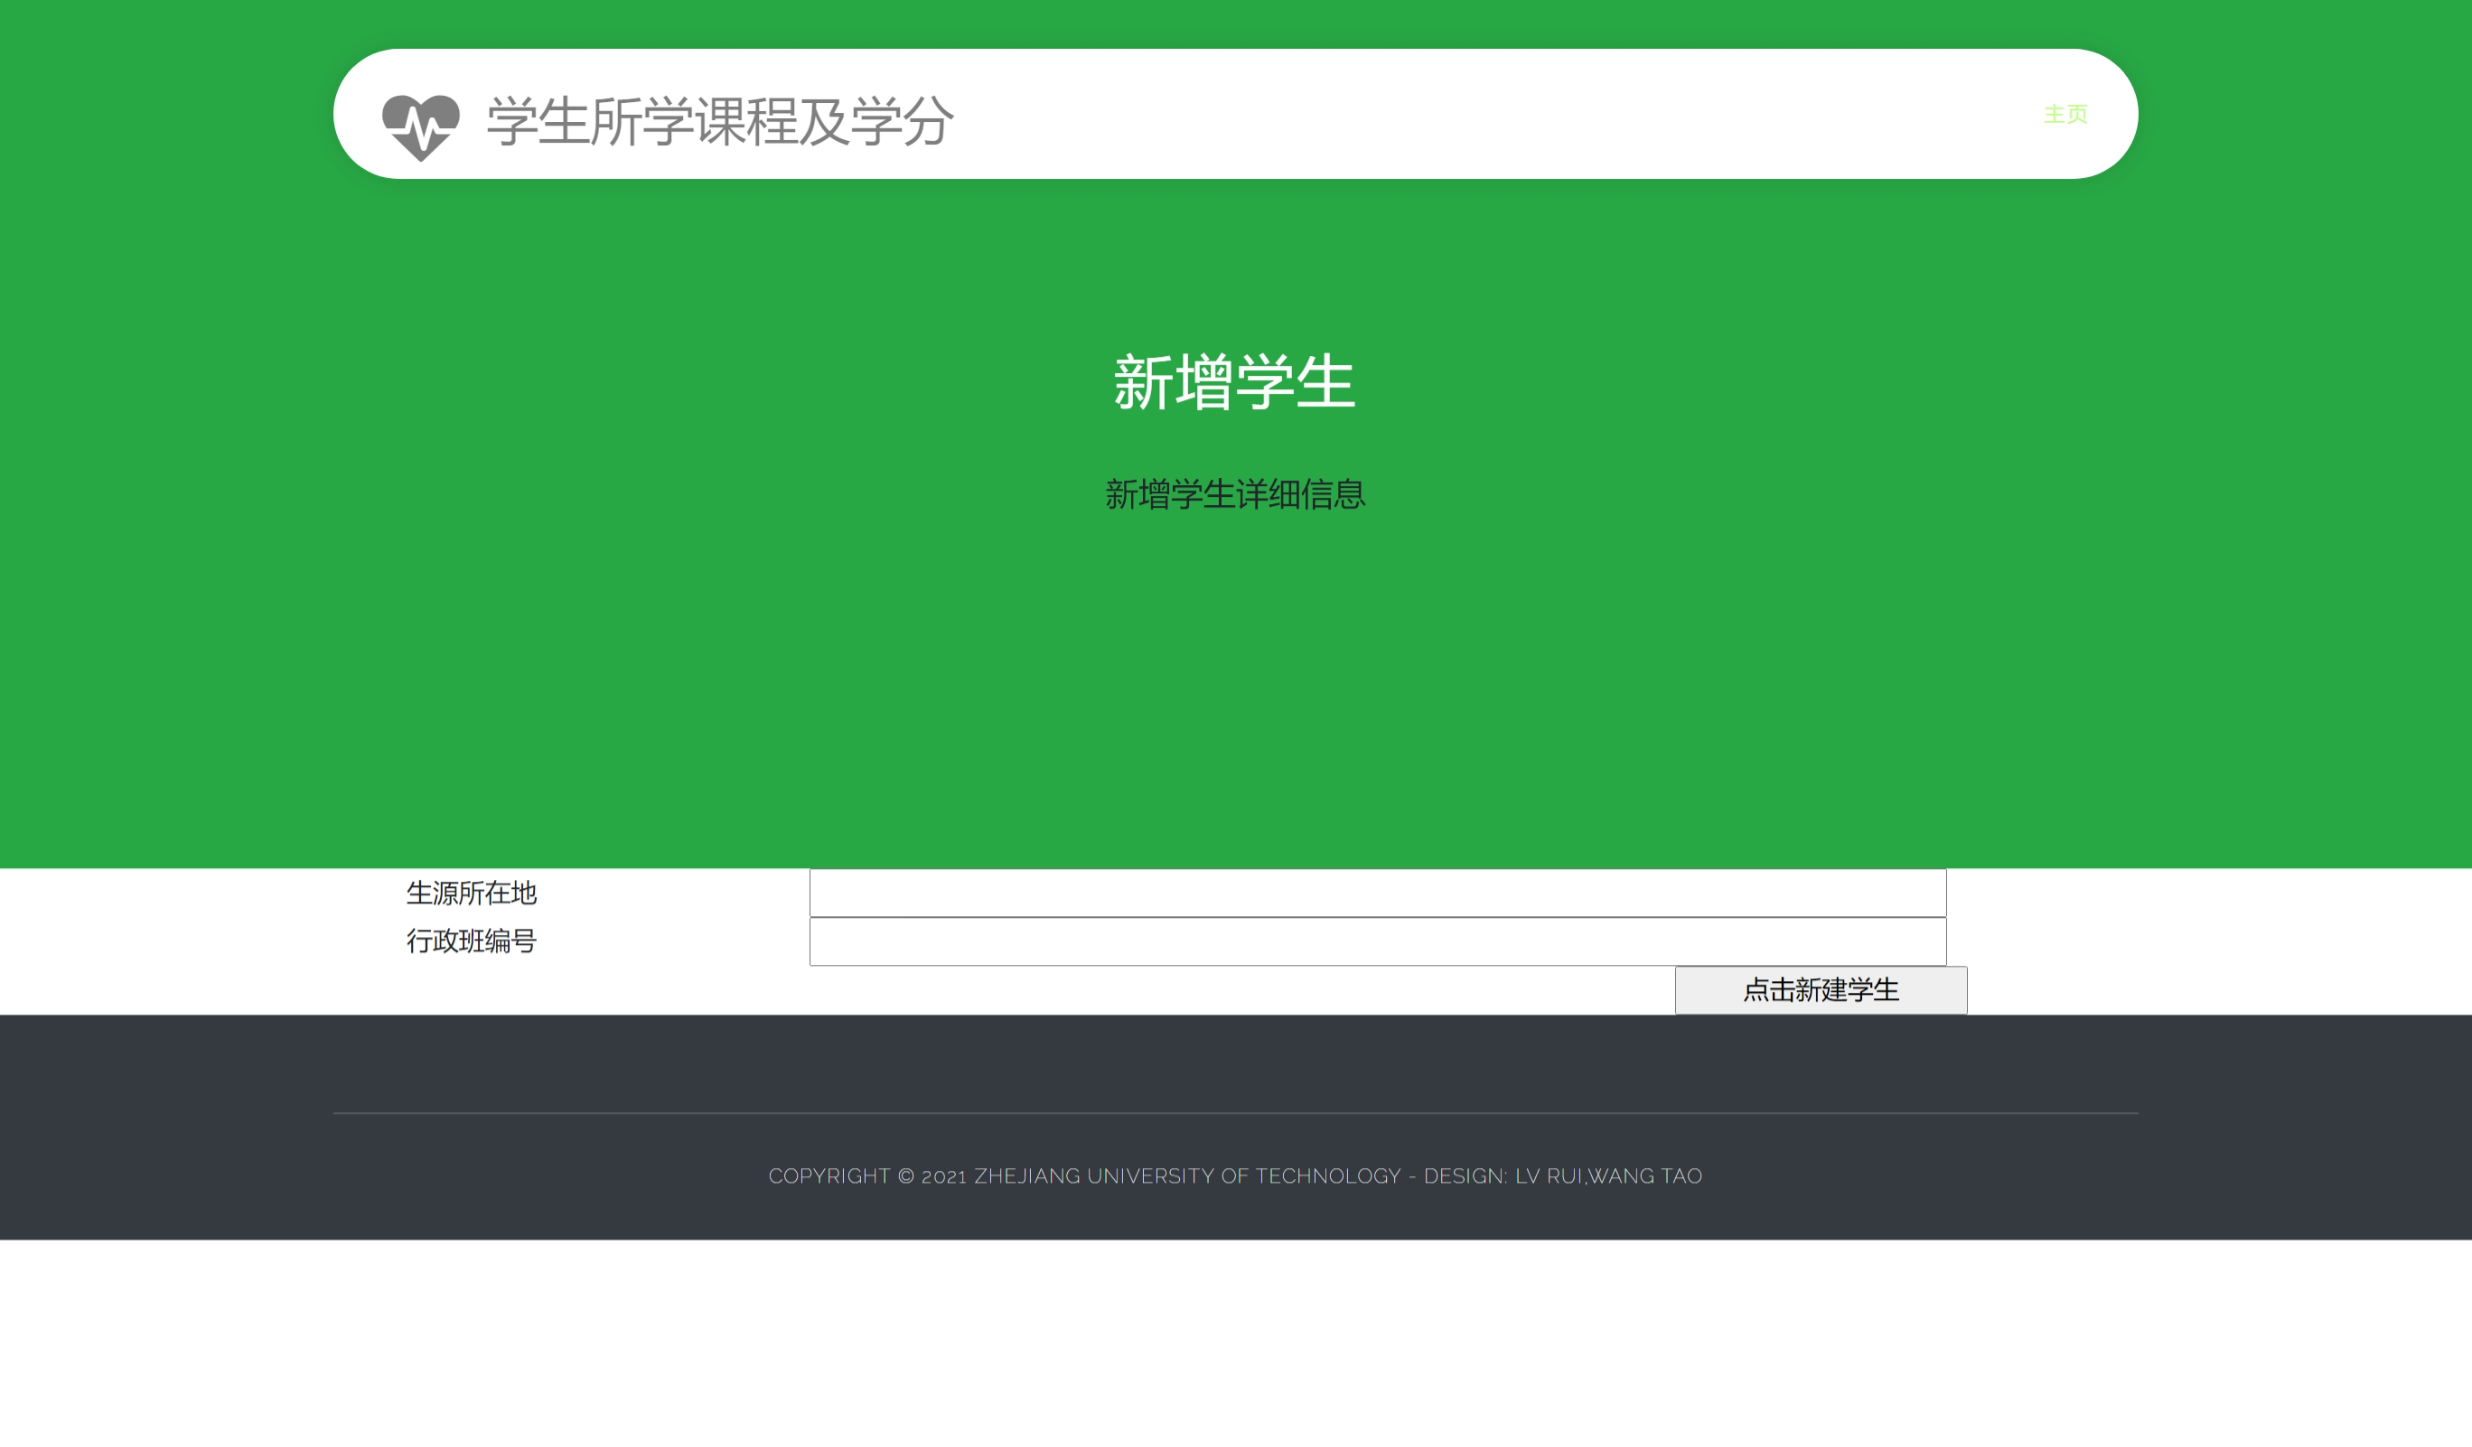 学生所学课程及学分
主页
新增学生
新增学生详细信息
生源所在地
行政班编号
点击新建学生
COPYRIGHT © 2021 ZHEJIANG UNIVERSITY OF TECHNOLOGY - DESIGN: LV RUI,WANG TAO